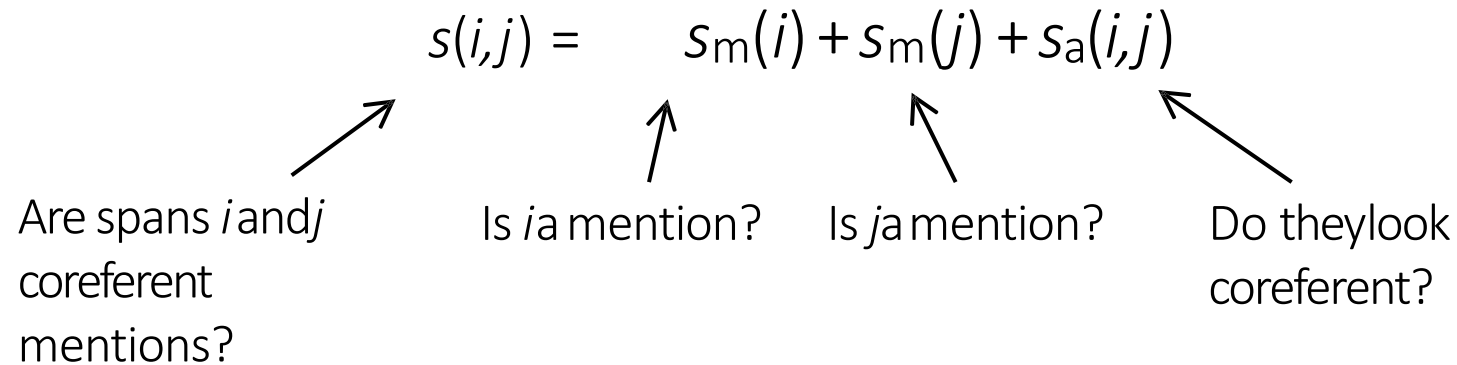 s(i,j) = sm(i) + sm(j) + sa(i,j)
Are spans i and j
coreferent
mentions?
Is i a mention?
Is j a mention?
Do they look
coreferent?